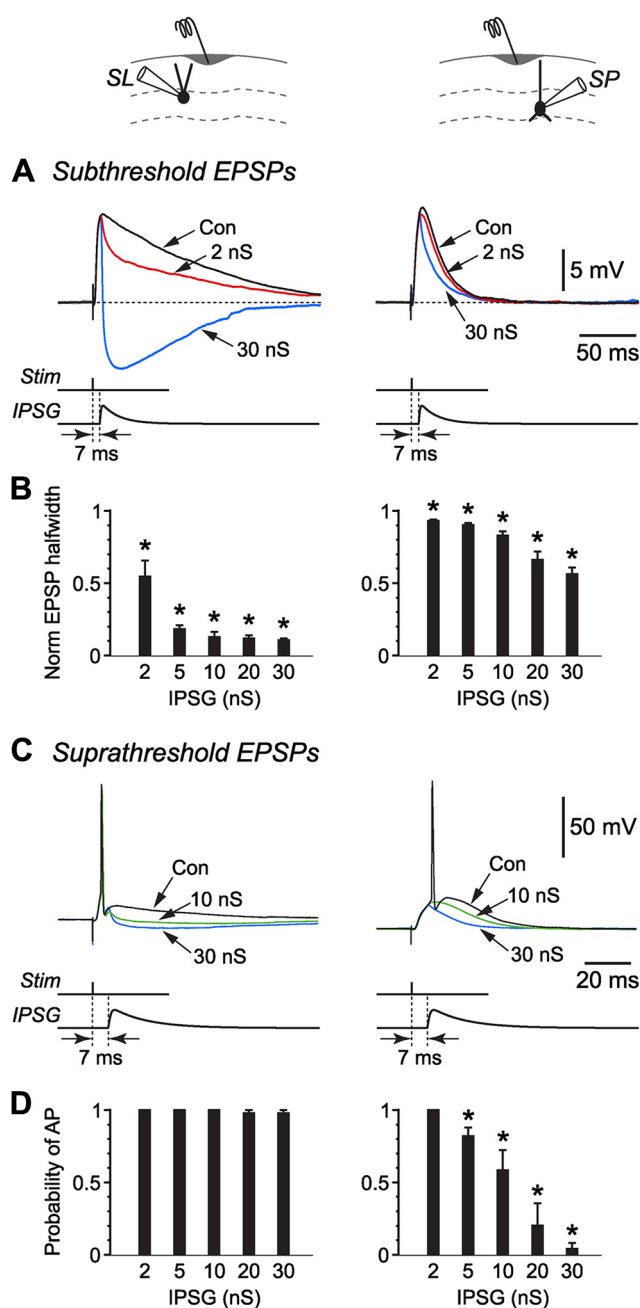 SL SP
A Subthreshold EPSPs
Con Con
2 nS 2 nS
5 mV
30 nS 30 nS
50 ms
Stim
IPSG
7 ms 7 ms
B
Norm EPSP halfwidth
1 1
* * * * * * * * * *
0.5 0.5
0 0
2 5 10 20 30 2 5 10 20 30
IPSG (nS) IPSG (nS)
C Suprathreshold EPSPs
50 mV
Con Con
10 nS 10 nS
30 nS 30 nS
20 ms
Stim
IPSG
7 ms 7 ms
D
Probability of AP
1 1
* * * *
0.5 0.5
0 0
2 5 10 20 30 2 5 10 20 30
IPSG (nS) IPSG (nS)